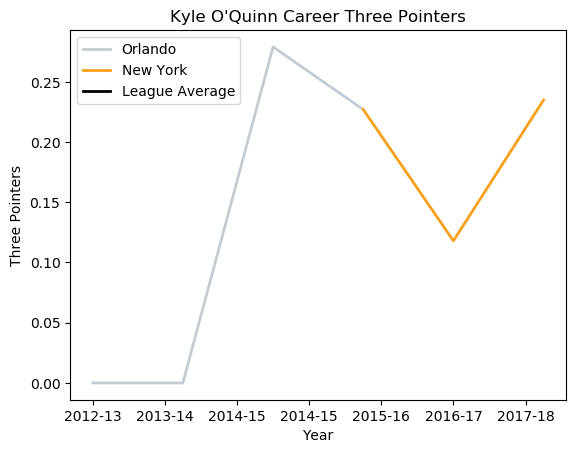 Kyle O'Quinn Career Three Pointers
Orlando
New York
League Average
Three Pointers
0.25
0.20
0.15
0.10
0.05
0.00
2012-13 2013-14 2014-15 2014-15 2015-16 2016-17 2017-18
Year